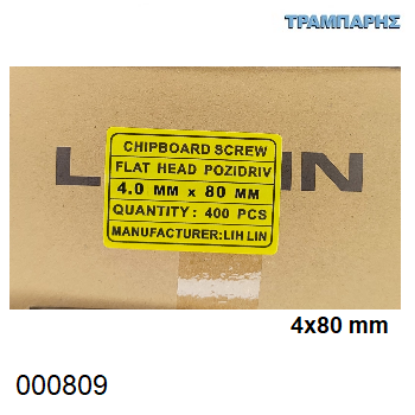 ΤΡΑΜΠΑΡΗΣ
CHIPBOARD SCREW
FLAT HEAD POZIDRIV
4.0 MM x 80 MM
QUANTITY: 400 PCS
MANUFACTURER:LIH LIN
4x80 mm
000809